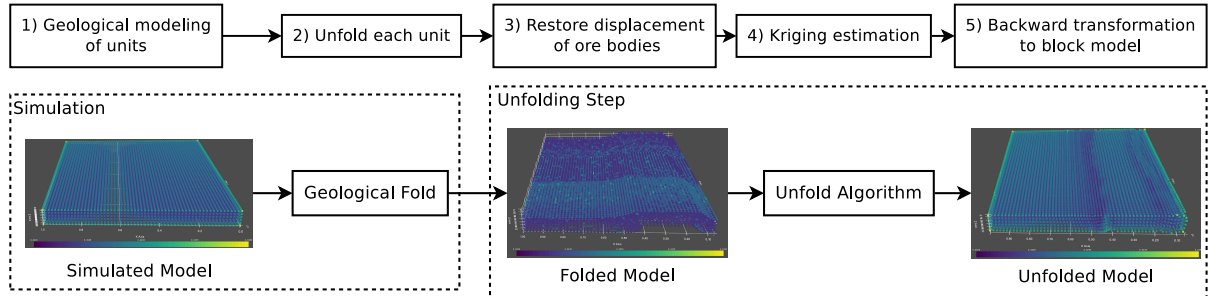 1) Geological modeling
of units
2) Unfold each unit
3) Restore displacement
of ore bodies
4) Kriging estimation
5) Backward transformation
to block model
Simulation
Geological Fold
Simulated Model
Unfolding Step
Unfold Algorithm
Folded Model
Unfolded Model